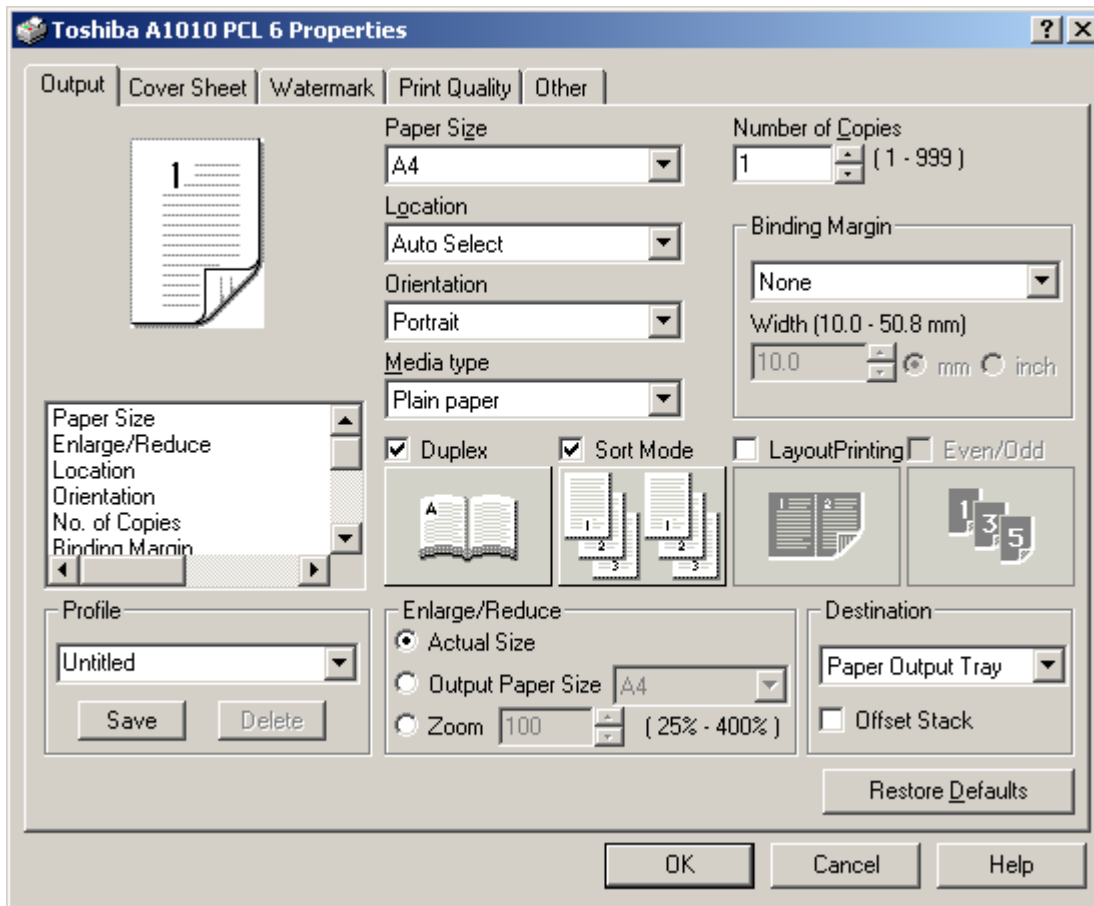 Toshiba A1010 PCL 6 Properties
Output Cover Sheet Watermark Print Quality Other
1
Paper Size
A4
Location
Auto Select
Orientation
Portrait
Media type
Plain paper
Number of Copies
1 ( 1 - 999 )
Binding Margin
None
Width (10.0 - 50.8 mm)
10.0 mm inch
Paper Size
Enlarge/Reduce
Location
Orientation
No. of Copies
Binding Margin
Duplex Sort Mode LayoutPrinting Even/Odd
A
1 1
2 2
3 3
1 2
1 3 5
Profile
Untitled
Save Delete
Enlarge/Reduce
Actual Size
Output Paper Size A4
Zoom 100 ( 25% - 400% )
Destination
Paper Output Tray
Offset Stack
Restore Defaults
OK Cancel Help